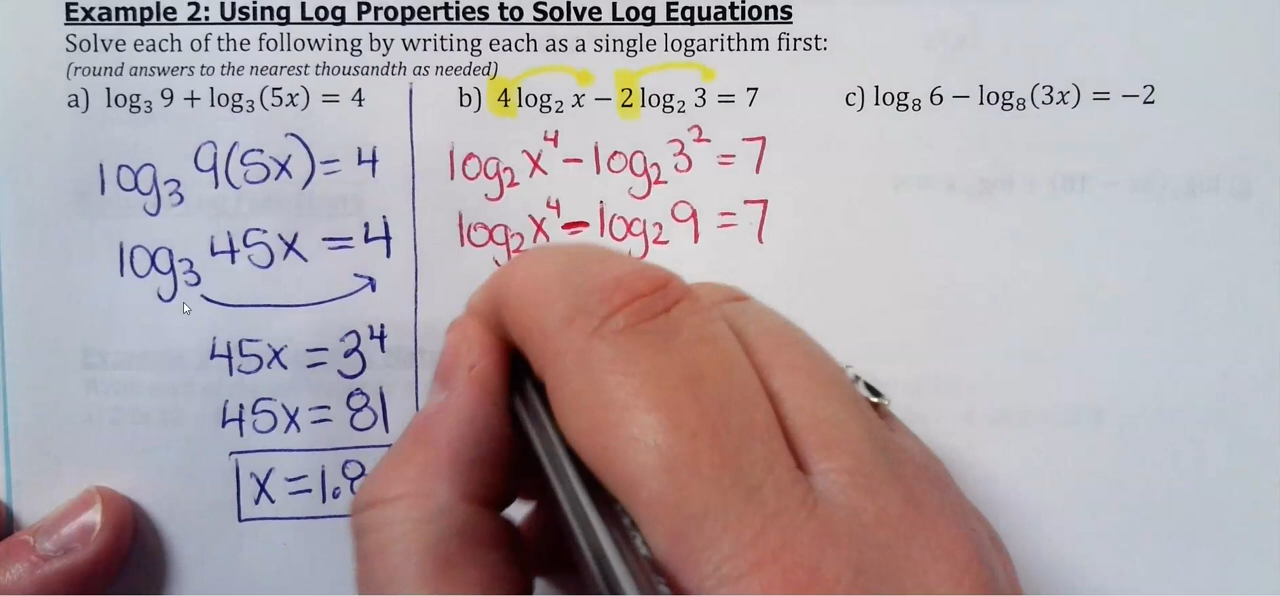 Example 2: Using Log Properties to Solve Log Equations
Solve each of the following by writing each as a single logarithm first:
(round answers to the nearest thousandth as needed)
a) log₃ 9 + log₃(5x) = 4
log₃ 9(5x) = 4
log₃ 45x = 4
45x = 3⁴
45x = 81
x = 1.8
b) 4 log₂ x − 2 log₂ 3 = 7
log₂ x⁴ − log₂ 3² = 7
log₂ x⁴ − log₂ 9 = 7
c) log₈ 6 − log₈(3x) = −2